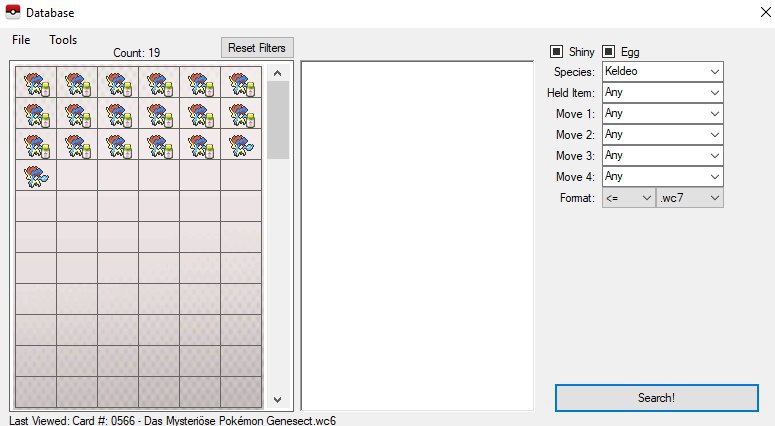 Database
File Tools
Count: 19
Reset Filters
Shiny Egg
Species: Keldeo
Held Item: Any
Move 1: Any
Move 2: Any
Move 3: Any
Move 4: Any
Format: <= .wc7
Search!
Last Viewed: Card #: 0566 - Das Mysteriöse Pokémon Genesect.wc6